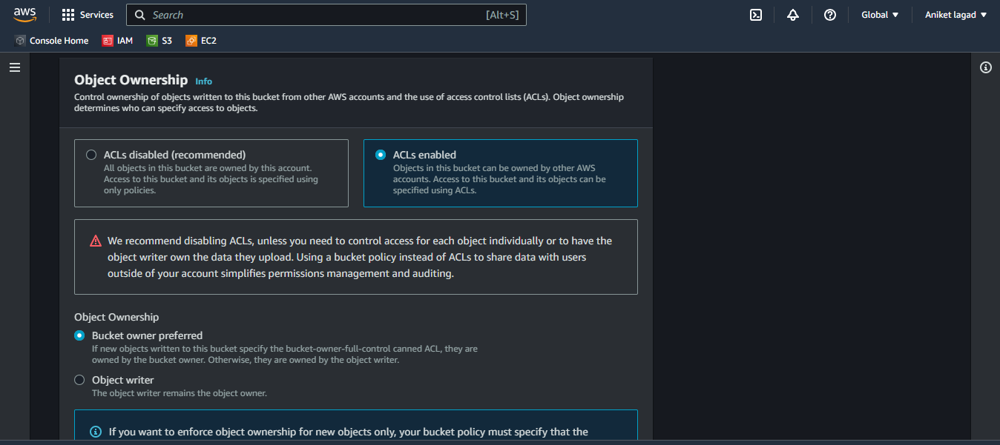 aws Services Search [Alt+S] Global ▼ Aniket lagad ▼
Console Home IAM S3 EC2
Object Ownership Info
Control ownership of objects written to this bucket from other AWS accounts and the use of access control lists (ACLs). Object ownership
determines who can specify access to objects.
ACLs disabled (recommended)
All objects in this bucket are owned by this account.
Access to this bucket and its objects is specified using
only policies.
ACLs enabled
Objects in this bucket can be owned by other AWS
accounts. Access to this bucket and its objects can be
specified using ACLs.
We recommend disabling ACLs, unless you need to control access for each object individually or to have the
object writer own the data they upload. Using a bucket policy instead of ACLs to share data with users
outside of your account simplifies permissions management and auditing.
Object Ownership
Bucket owner preferred
If new objects written to this bucket specify the bucket-owner-full-control canned ACL, they are
owned by the bucket owner. Otherwise, they are owned by the object writer.
Object writer
The object writer remains the object owner.
If you want to enforce object ownership for new objects only, your bucket policy must specify that the